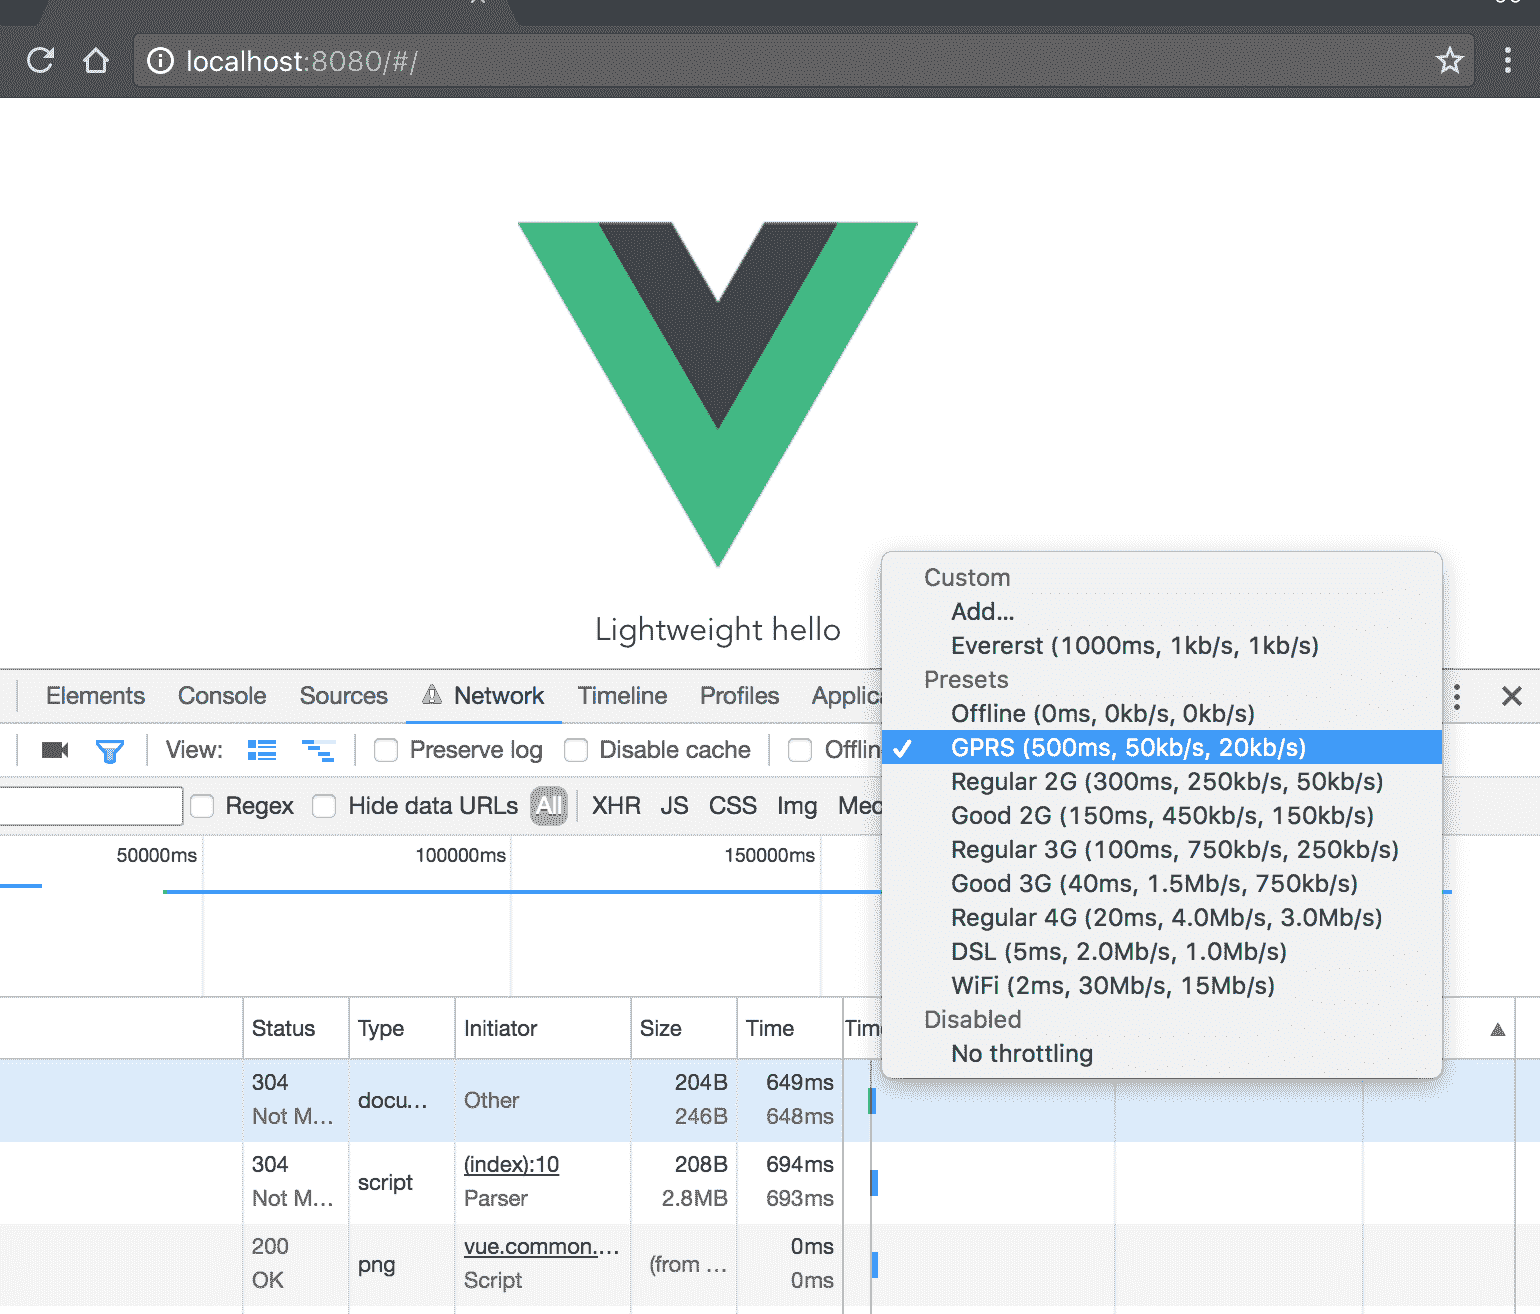 localhost:8080/#/
Lightweight hello
Custom
Add...
Evererst (1000ms, 1kb/s, 1kb/s)
Presets
Offline (0ms, 0kb/s, 0kb/s)
GPRS (500ms, 50kb/s, 20kb/s)
Regular 2G (300ms, 250kb/s, 50kb/s)
Good 2G (150ms, 450kb/s, 150kb/s)
Regular 3G (100ms, 750kb/s, 250kb/s)
Good 3G (40ms, 1.5Mb/s, 750kb/s)
Regular 4G (20ms, 4.0Mb/s, 3.0Mb/s)
DSL (5ms, 2.0Mb/s, 1.0Mb/s)
WiFi (2ms, 30Mb/s, 15Mb/s)
Disabled
No throttling
Elements Console Sources Network Timeline Profiles Applic
View: Preserve log Disable cache Offlin
Regex Hide data URLs All XHR JS CSS Img Med
50000ms 100000ms 150000ms
Status Type Initiator Size Time Tim
304 docu... Other 204B 649ms
Not M... 246B 648ms
304 script (index):10 208B 694ms
Not M... Parser 2.8MB 693ms
200 png vue.common.... (from ... 0ms
OK Script 0ms